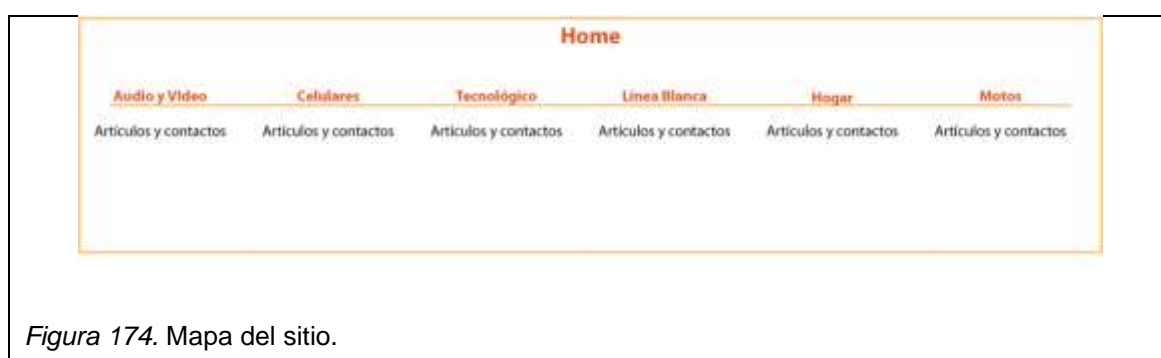 Home
Audio y Video Celulares Tecnológico Linea Blanca Hogar Motos
Artículos y contactos Artículos y contactos Artículos y contactos Artículos y contactos Artículos y contactos Artículos y contactos
Figura 174. Mapa del sitio.